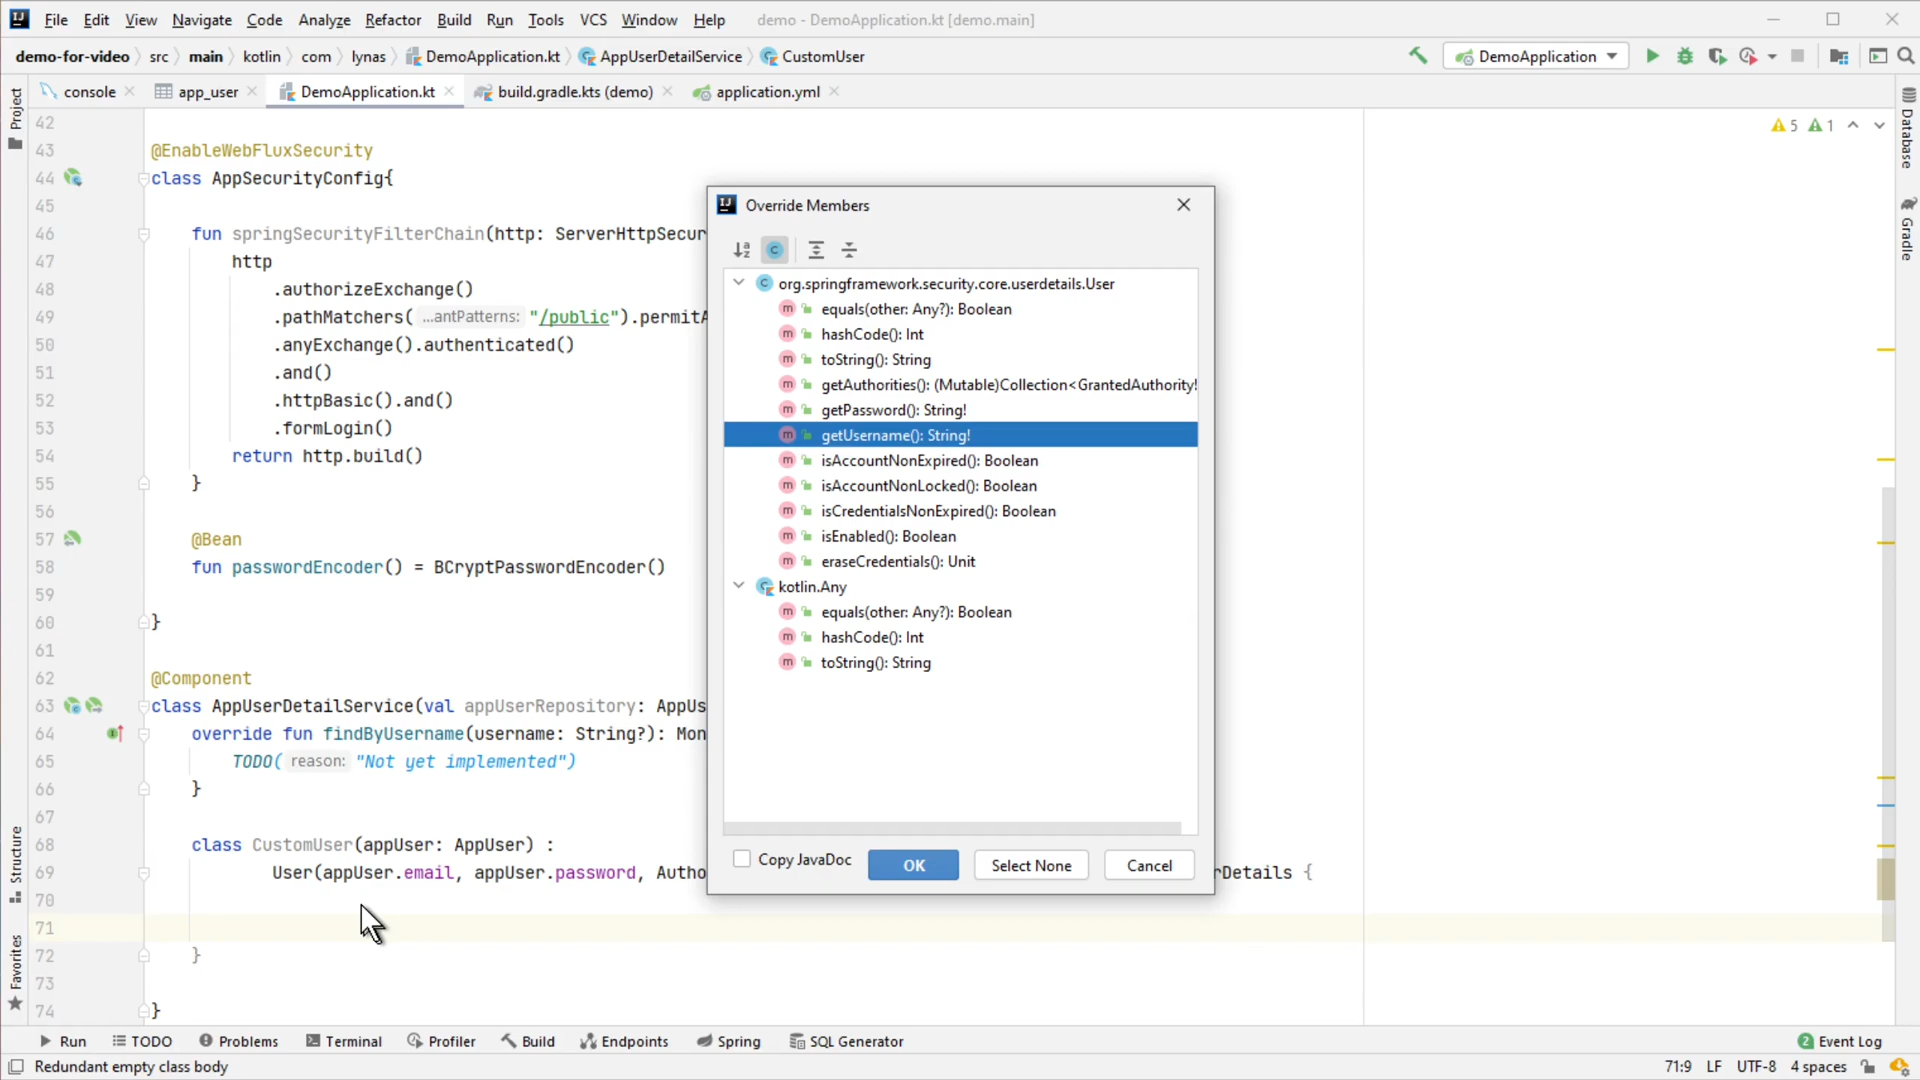 File Edit View Navigate Code Analyze Refactor Build Run Tools VCS Window Help demo - DemoApplication.kt [demo.main]
demo-for-video src main kotlin com lynas DemoApplication.kt AppUserDetailService CustomUser DemoApplication
console app_user DemoApplication.kt build.gradle.kts (demo) application.yml
Project
Structure
Favorites
Database
Gradle
5 1
42
43 @EnableWebFluxSecurity
44 class AppSecurityConfig{
45
46 fun springSecurityFilterChain(http: ServerHttpSecur
47 http
48 .authorizeExchange()
49 .pathMatchers( ...antPatterns: "/public").permitA
50 .anyExchange().authenticated()
51 .and()
52 .httpBasic().and()
53 .formLogin()
54 return http.build()
55 }
56
57 @Bean
58 fun passwordEncoder() = BCryptPasswordEncoder()
59
60 }
61
62 @Component
63 class AppUserDetailService(val appUserRepository: AppUs
64 override fun findByUsername(username: String?): Mon
65 TODO( reason: "Not yet implemented")
66 }
67
68 class CustomUser(appUser: AppUser) :
69 User(appUser.email, appUser.password, Autho rDetails {
70
71
72 }
73
74 }
Override Members
org.springframework.security.core.userdetails.User
equals(other: Any?): Boolean
hashCode(): Int
toString(): String
getAuthorities(): (Mutable)Collection<GrantedAuthority!
getPassword(): String!
getUsername(): String!
isAccountNonExpired(): Boolean
isAccountNonLocked(): Boolean
isCredentialsNonExpired(): Boolean
isEnabled(): Boolean
eraseCredentials(): Unit
kotlin.Any
equals(other: Any?): Boolean
hashCode(): Int
toString(): String
Copy JavaDoc OK Select None Cancel
Run TODO Problems Terminal Profiler Build Endpoints Spring SQL Generator 2 Event Log
Redundant empty class body 71:9 LF UTF-8 4 spaces